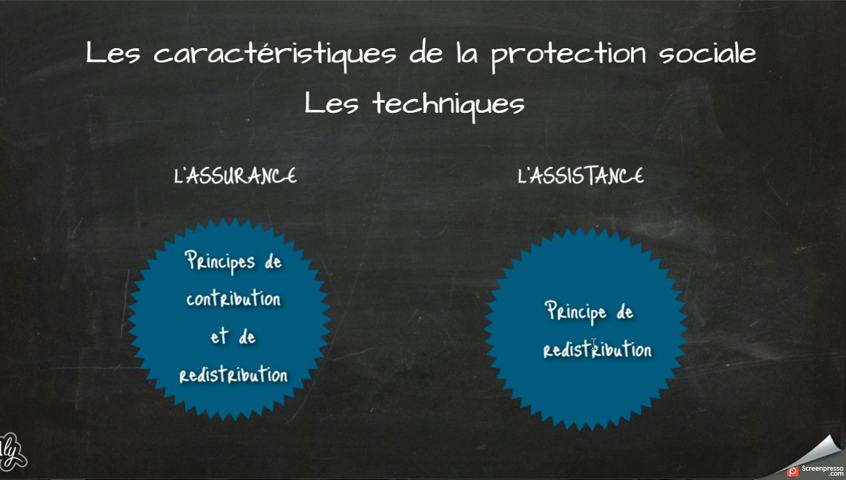 Les caractéristiques de la protection sociale
Les techniques
L'ASSURANCE
L'ASSISTANCE
Principes de
contribution
et de
redistribution
Principe de
redistribution
ly
Screenpresso
.com